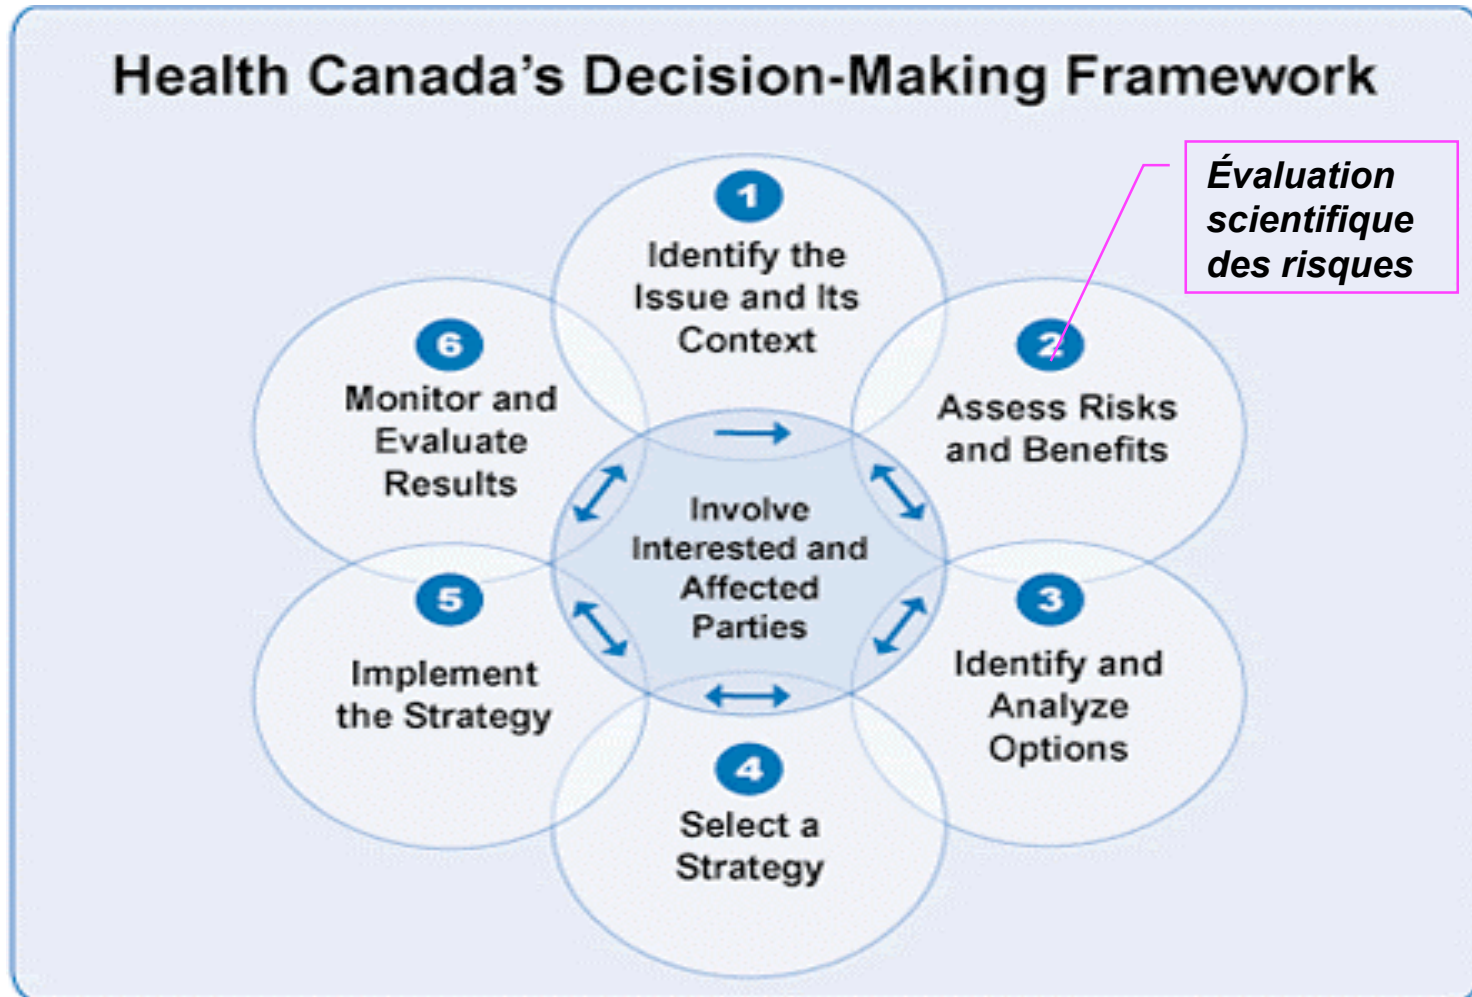 Health Canada’s Decision-Making Framework
1
Identify the
Issue and Its
Context
Évaluation
scientifique
des risques
2
Assess Risks
and Benefits
3
Identify and
Analyze
Options
4
Select a
Strategy
5
Implement
the Strategy
6
Monitor and
Evaluate
Results
Involve
Interested and
Affected
Parties